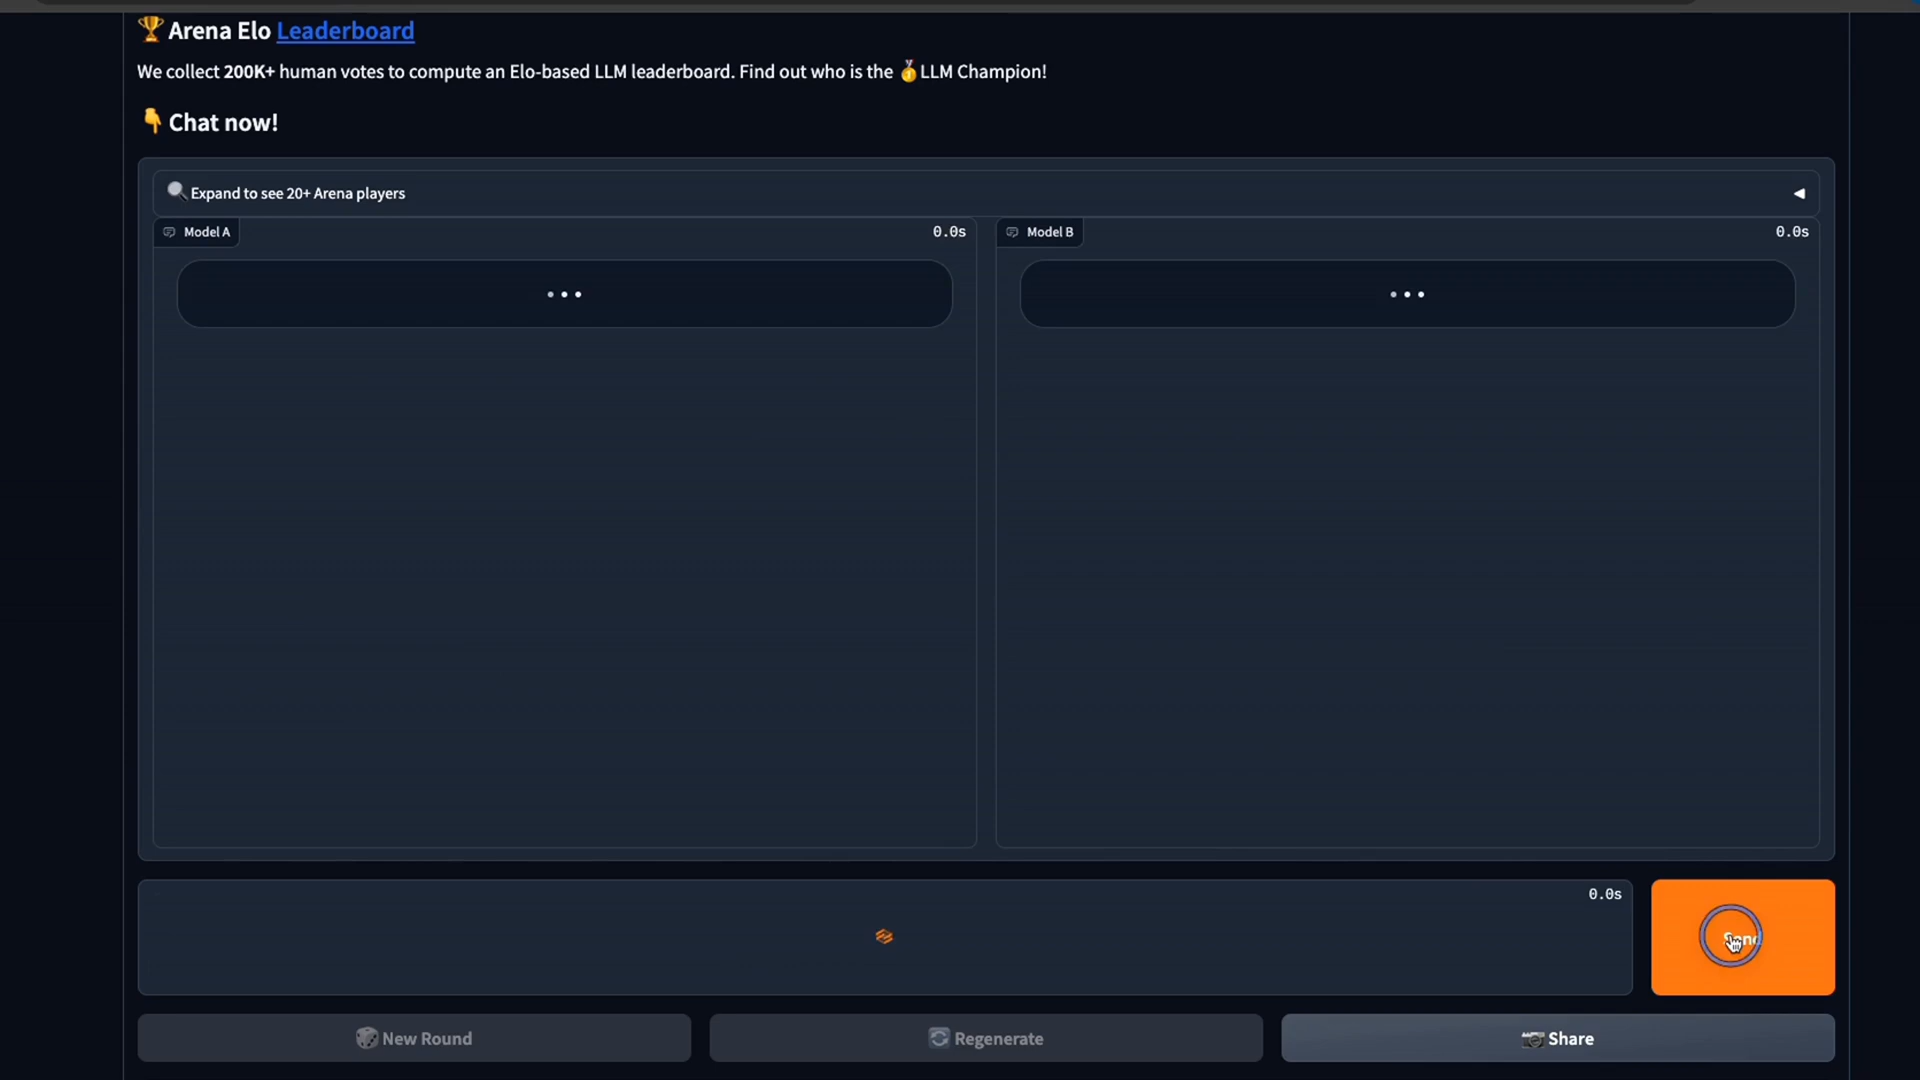 🏆 Arena Elo Leaderboard
We collect 200K+ human votes to compute an Elo-based LLM leaderboard. Find out who is the 🥇LLM Champion!
👇 Chat now!
🔍 Expand to see 20+ Arena players
Model A 0.0s
Model B 0.0s
0.0s
Send
🎲 New Round
🔄 Regenerate
📷 Share